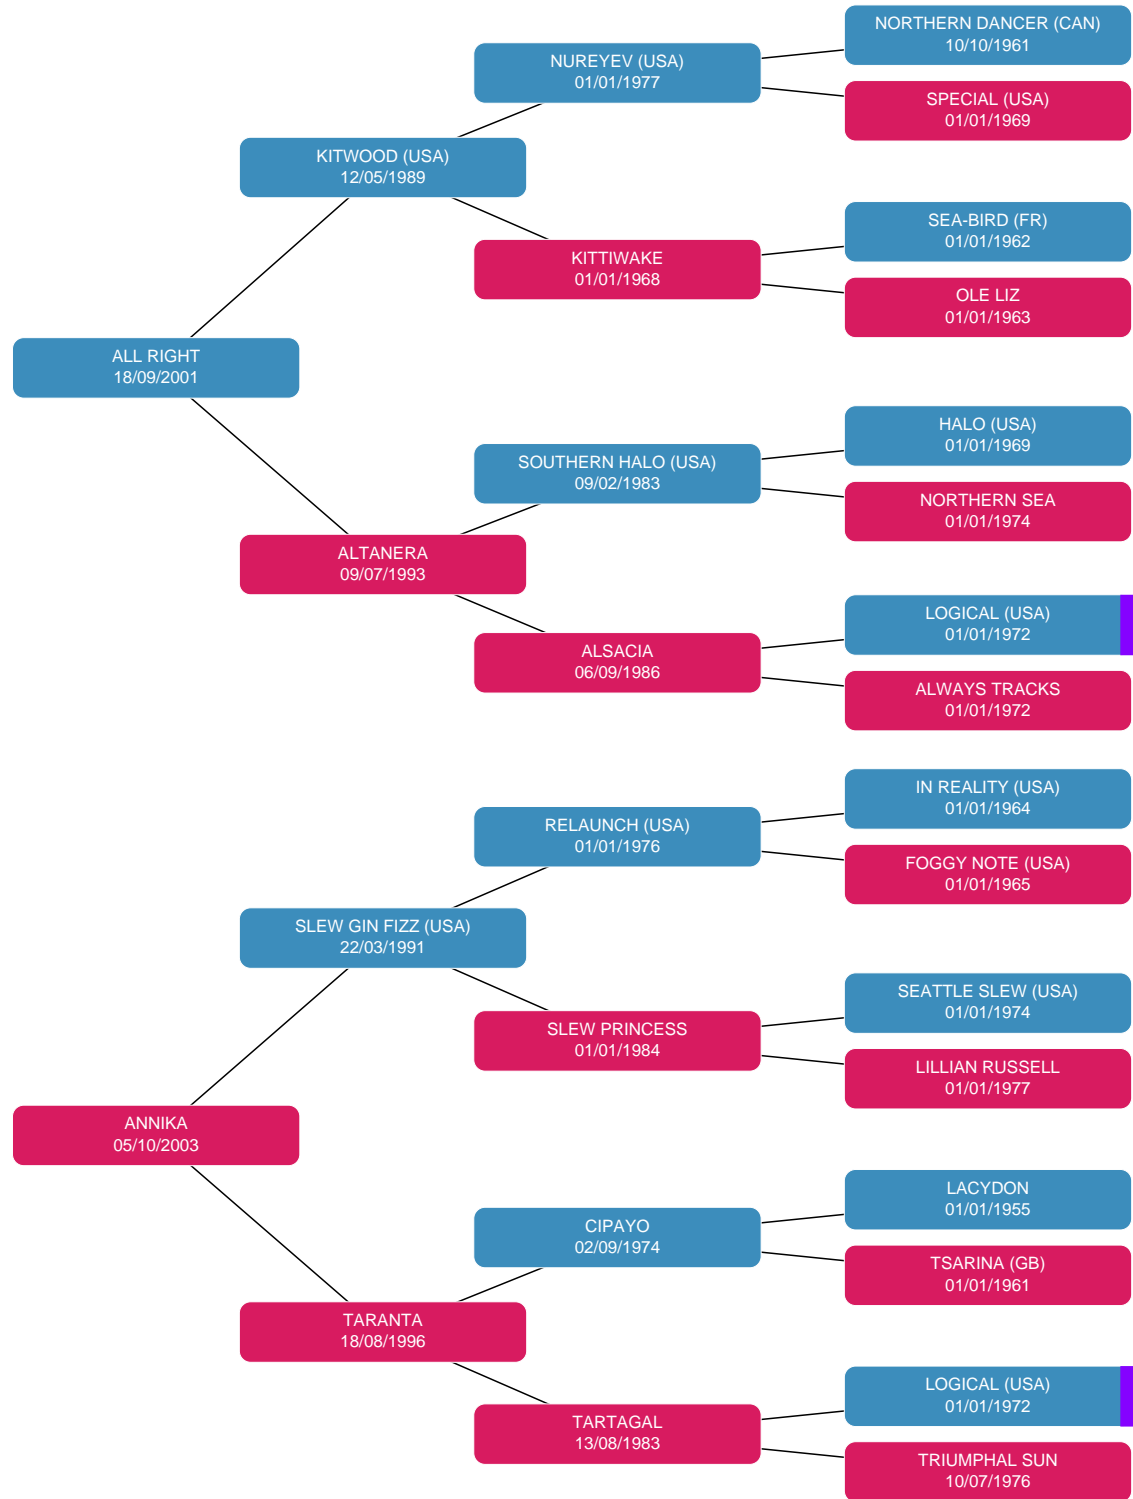 NORTHERN DANCER (CAN)
10/10/1961
NUREYEV (USA)
01/01/1977
SPECIAL (USA)
01/01/1969
KITWOOD (USA)
12/05/1989
SEA-BIRD (FR)
01/01/1962
KITTIWAKE
01/01/1968
OLE LIZ
01/01/1963
ALL RIGHT
18/09/2001
HALO (USA)
01/01/1969
SOUTHERN HALO (USA)
09/02/1983
NORTHERN SEA
01/01/1974
ALTANERA
09/07/1993
LOGICAL (USA)
01/01/1972
ALSACIA
06/09/1986
ALWAYS TRACKS
01/01/1972
IN REALITY (USA)
01/01/1964
RELAUNCH (USA)
01/01/1976
FOGGY NOTE (USA)
01/01/1965
SLEW GIN FIZZ (USA)
22/03/1991
SEATTLE SLEW (USA)
01/01/1974
SLEW PRINCESS
01/01/1984
LILLIAN RUSSELL
01/01/1977
ANNIKA
05/10/2003
LACYDON
01/01/1955
CIPAYO
02/09/1974
TSARINA (GB)
01/01/1961
TARANTA
18/08/1996
LOGICAL (USA)
01/01/1972
TARTAGAL
13/08/1983
TRIUMPHAL SUN
10/07/1976